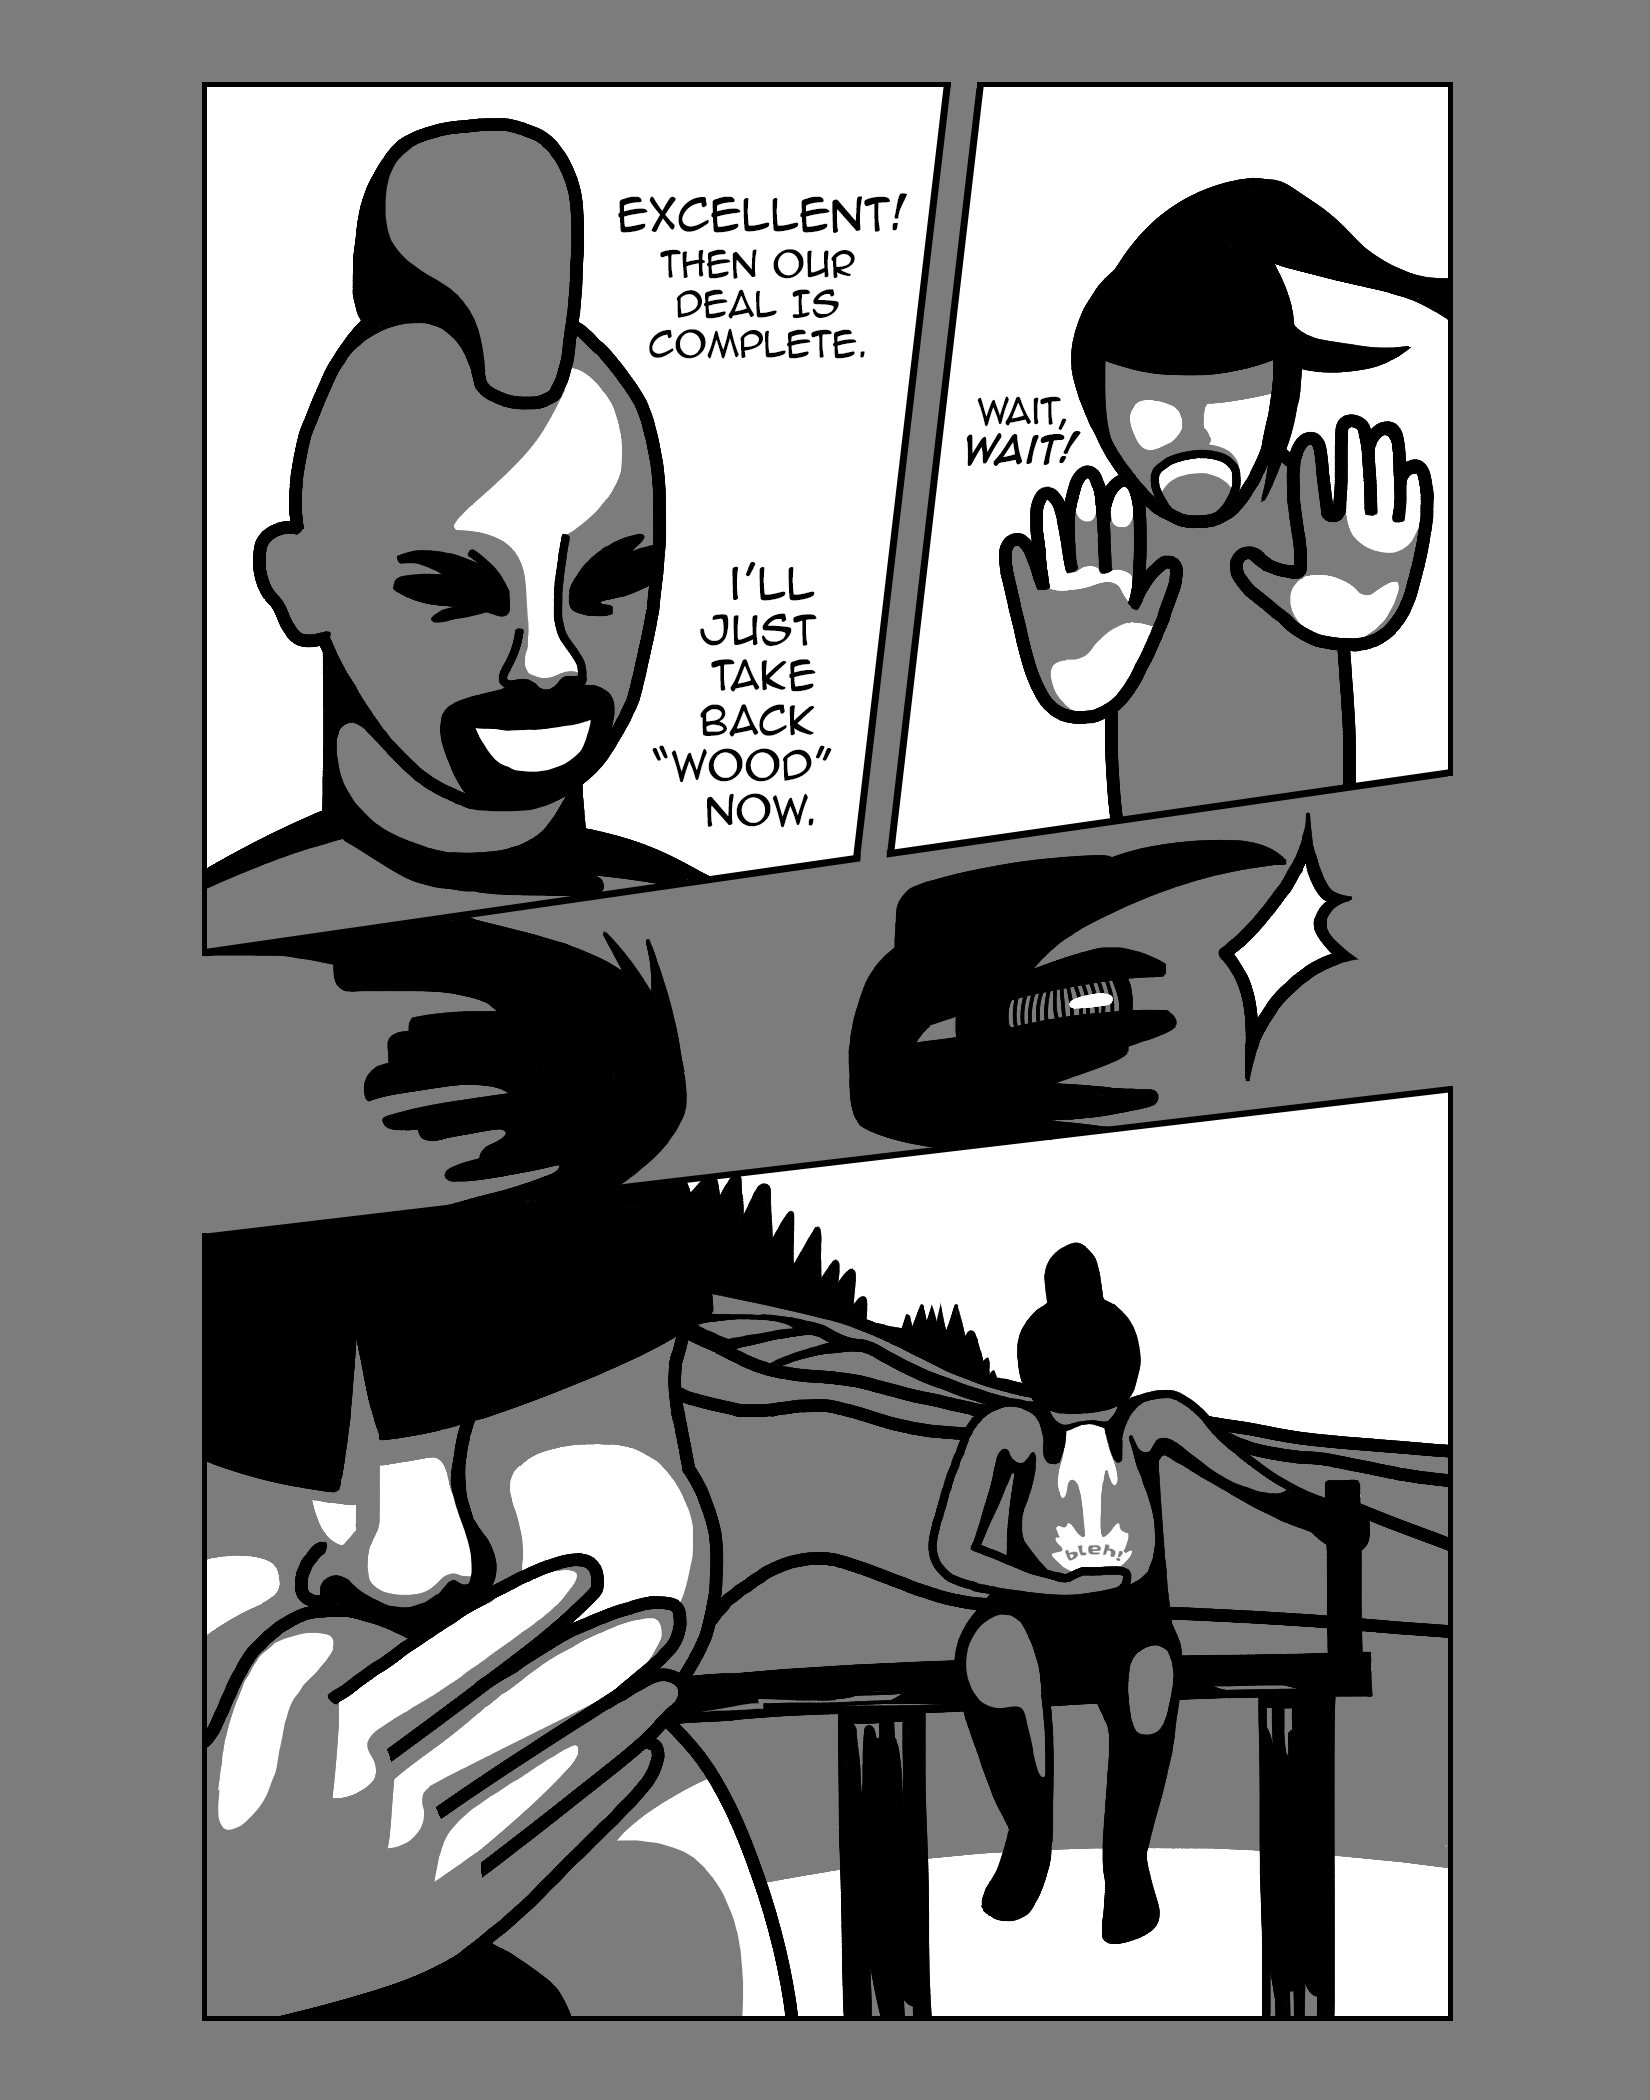 EXCELLENT!
THEN OUR
DEAL IS
COMPLETE.
I'LL
JUST
TAKE
BACK
"WOOD"
NOW.
WAIT,
WAIT!
bleh!